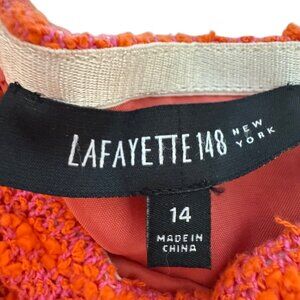 LAFAYETTE 148 NEW YORK
14
MADE IN
CHINA